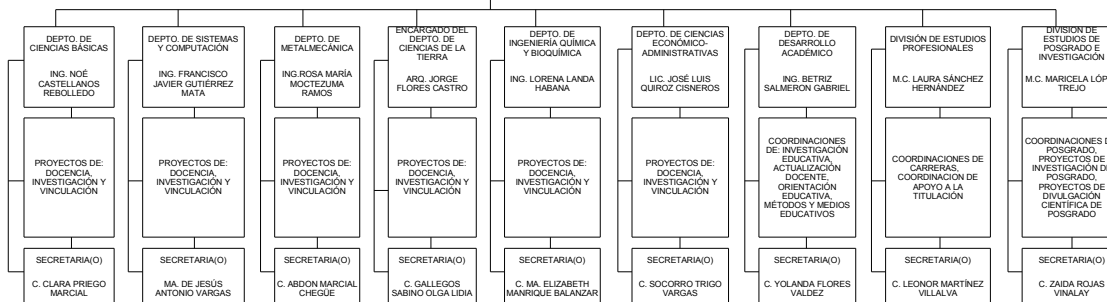 DEPTO. DE
CIENCIAS BÁSICAS
ING. NOÉ
CASTELLANOS
REBOLLEDO
DEPTO. DE SISTEMAS
Y COMPUTACIÓN
ING. FRANCISCO
JAVIER GUTIÉRREZ
MATA
DEPTO. DE
METALMECÁNICA
ING.ROSA MARÍA
MOCTEZUMA
RAMOS
ENCARGADO DEL
DEPTO. DE
CIENCIAS DE LA
TIERRA
ARQ. JORGE
FLORES CASTRO
DEPTO. DE
INGENIERÍA QUÍMICA
Y BIOQUÍMICA
ING. LORENA LANDA
HABANA
DEPTO. DE CIENCIAS
ECONÓMICO-
ADMINISTRATIVAS
LIC. JOSÉ LUIS
QUIROZ CISNEROS
DEPTO. DE
DESARROLLO
ACADÉMICO
ING. BETRIZ
SALMERON GABRIEL
DIVISIÓN DE ESTUDIOS
PROFESIONALES
M.C. LAURA SÁNCHEZ
HERNÁNDEZ
DIVISIÓN DE
ESTUDIOS DE
POSGRADO E
INVESTIGACIÓN
M.C. MARICELA
TREJO
PROYECTOS DE:
DOCENCIA,
INVESTIGACIÓN Y
VINCULACIÓN
PROYECTOS DE:
DOCENCIA,
INVESTIGACIÓN Y
VINCULACIÓN
PROYECTOS DE:
DOCENCIA,
INVESTIGACIÓN Y
VINCULACIÓN
PROYECTOS DE:
DOCENCIA,
INVESTIGACIÓN Y
VINCULACIÓN
PROYECTOS DE:
DOCENCIA,
INVESTIGACIÓN Y
VINCULACIÓN
PROYECTOS DE:
DOCENCIA,
INVESTIGACIÓN Y
VINCULACIÓN
COORDINACIONES
DE: INVESTIGACIÓN
EDUCATIVA,
ACTUALIZACIÓN
DOCENTE,
ORIENTACIÓN
EDUCATIVA,
MÉTODOS Y MEDIOS
EDUCATIVOS
COORDINACIONES DE
CARRERAS,
COORDINACION DE
APOYO A LA
TITULACIÓN
COORDINACIONES
POSGRADO,
PROYECTOS DE
INVESTIGACIÓN DE
POSGRADO,
PROYECTOS DE
DIVULGACIÓN
CIENTÍFICA DE
POSGRADO
SECRETARIA(O)
C. CLARA PRIEGO
MARCIAL
SECRETARIA(O)
MA. DE JESÚS
ANTONIO VARGAS
SECRETARIA(O)
C. ABDON MARCIAL
CHEGÜE
SECRETARIA(O)
C. GALLEGOS
SABINO OLGA LIDIA
SECRETARIA(O)
C. MA. ELIZABETH
MANRIQUE BALANZAR
SECRETARIA(O)
C. SOCORRO TRIGO
VARGAS
SECRETARIA(O)
C. YOLANDA FLORES
VALDEZ
SECRETARIA(O)
C. LEONOR MARTÍNEZ
VILLALVA
SECRETARIA(O)
C. ZAIDA ROJAS
VINALAY